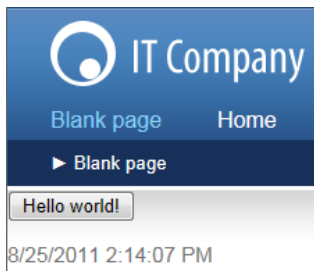 IT Company
Blank page Home
► Blank page
Hello world!
8/25/2011 2:14:07 PM